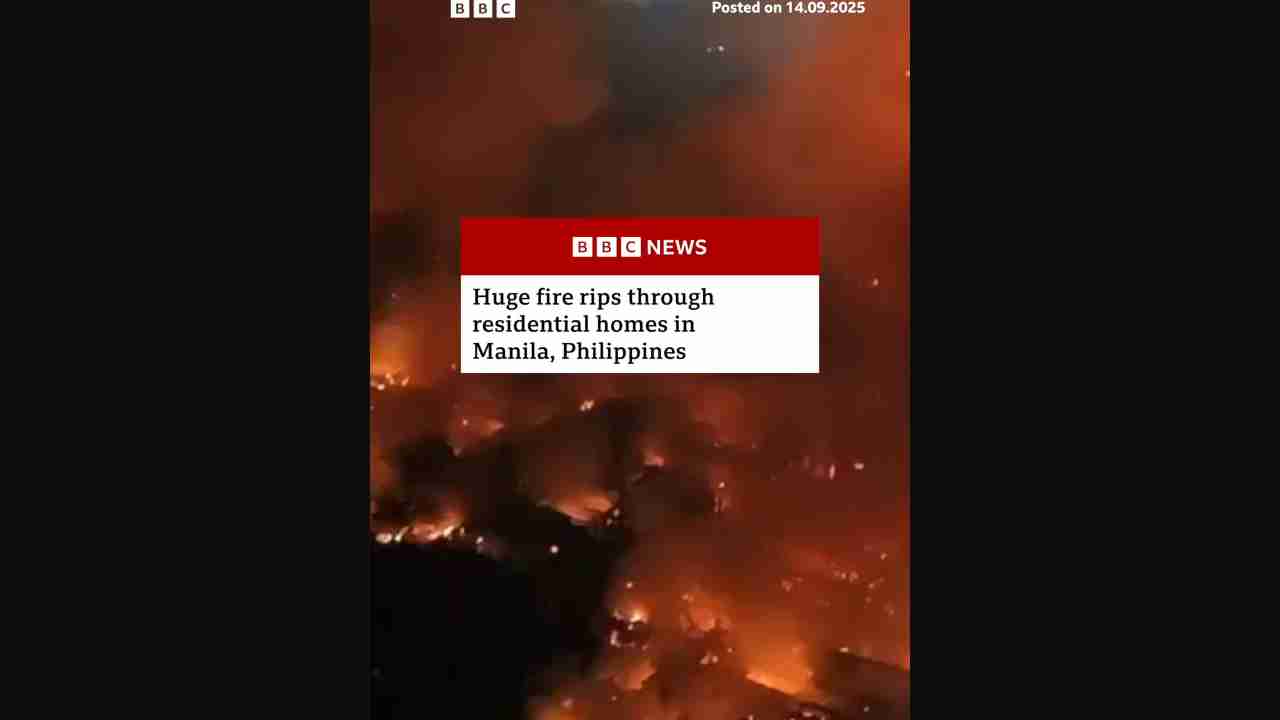 BBC
Posted on 14.09.2025
BBC NEWS
Huge fire rips through
residential homes in
Manila, Philippines